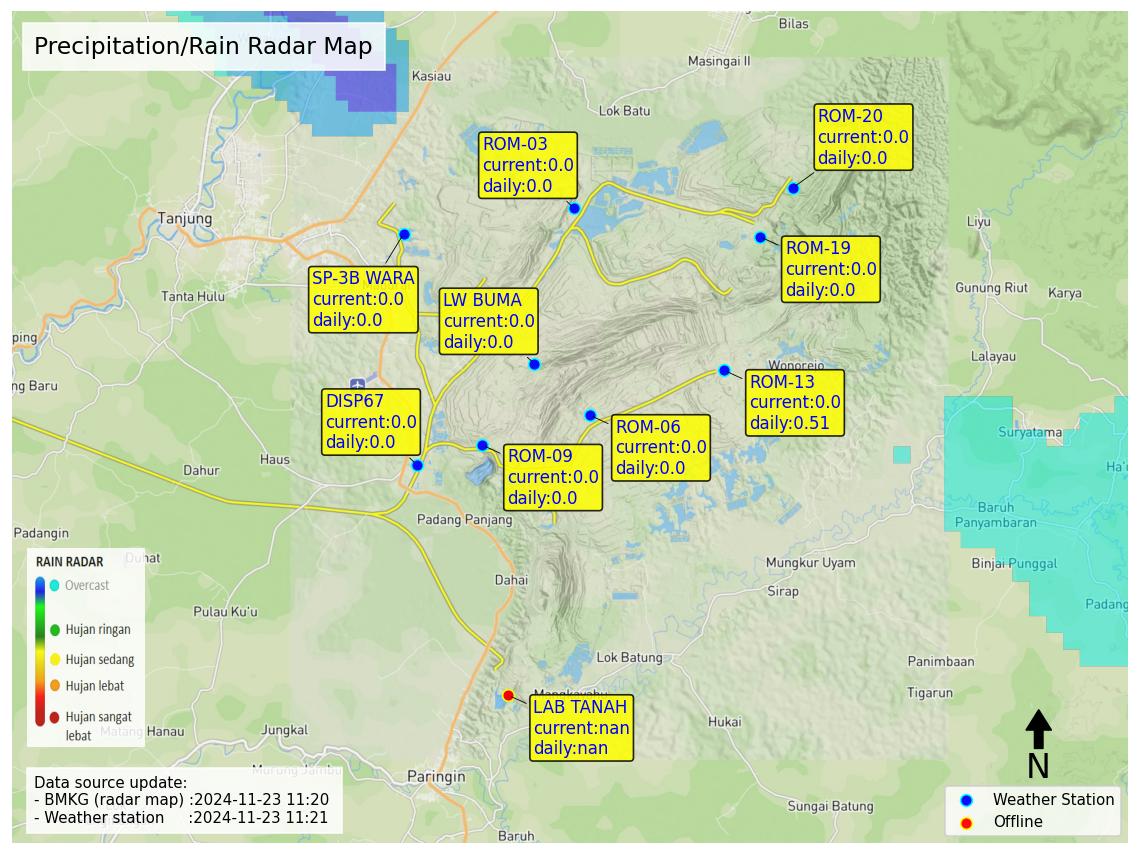 Precipitation/Rain Radar Map
Bilas
Masingai II
Kasiau
Lok Batu
ROM-20
current:0.0
daily:0.0
ROM-03
current:0.0
daily:0.0
Tanjung
Liyu
ROM-19
current:0.0
daily:0.0
SP-3B WARA
current:0.0
daily:0.0
Tanta Hulu
LW BUMA
current:0.0
daily:0.0
Gunung Riut
Karya
ping
Lalayau
ng Baru
Wonorejo
ROM-13
current:0.0
daily:0.51
DISP67
current:0.0
daily:0.0
ROM-06
current:0.0
daily:0.0
Suryatama
ROM-09
current:0.0
daily:0.0
Haus
Dahur
Ha'u
Baruh
Panyambaran
Padang Panjang
Padangin
Duhat
Mungkur Uyam
Binjai Punggal
RAIN RADAR
Overcast
Hujan ringan
Hujan sedang
Hujan lebat
Hujan sangat
lebat
Dahai
Sirap
Padang
Pulau Ku'u
Lok Batung
Panimbaan
Tigarun
Mangkayahu
LAB TANAH
current:nan
daily:nan
Matang Hanau
Jungkal
Hukai
Murung Jambu
Paringin
N
Data source update:
- BMKG (radar map) :2024-11-23 11:20
- Weather station :2024-11-23 11:21
Sungai Batung
Baruh
Weather Station
Offline